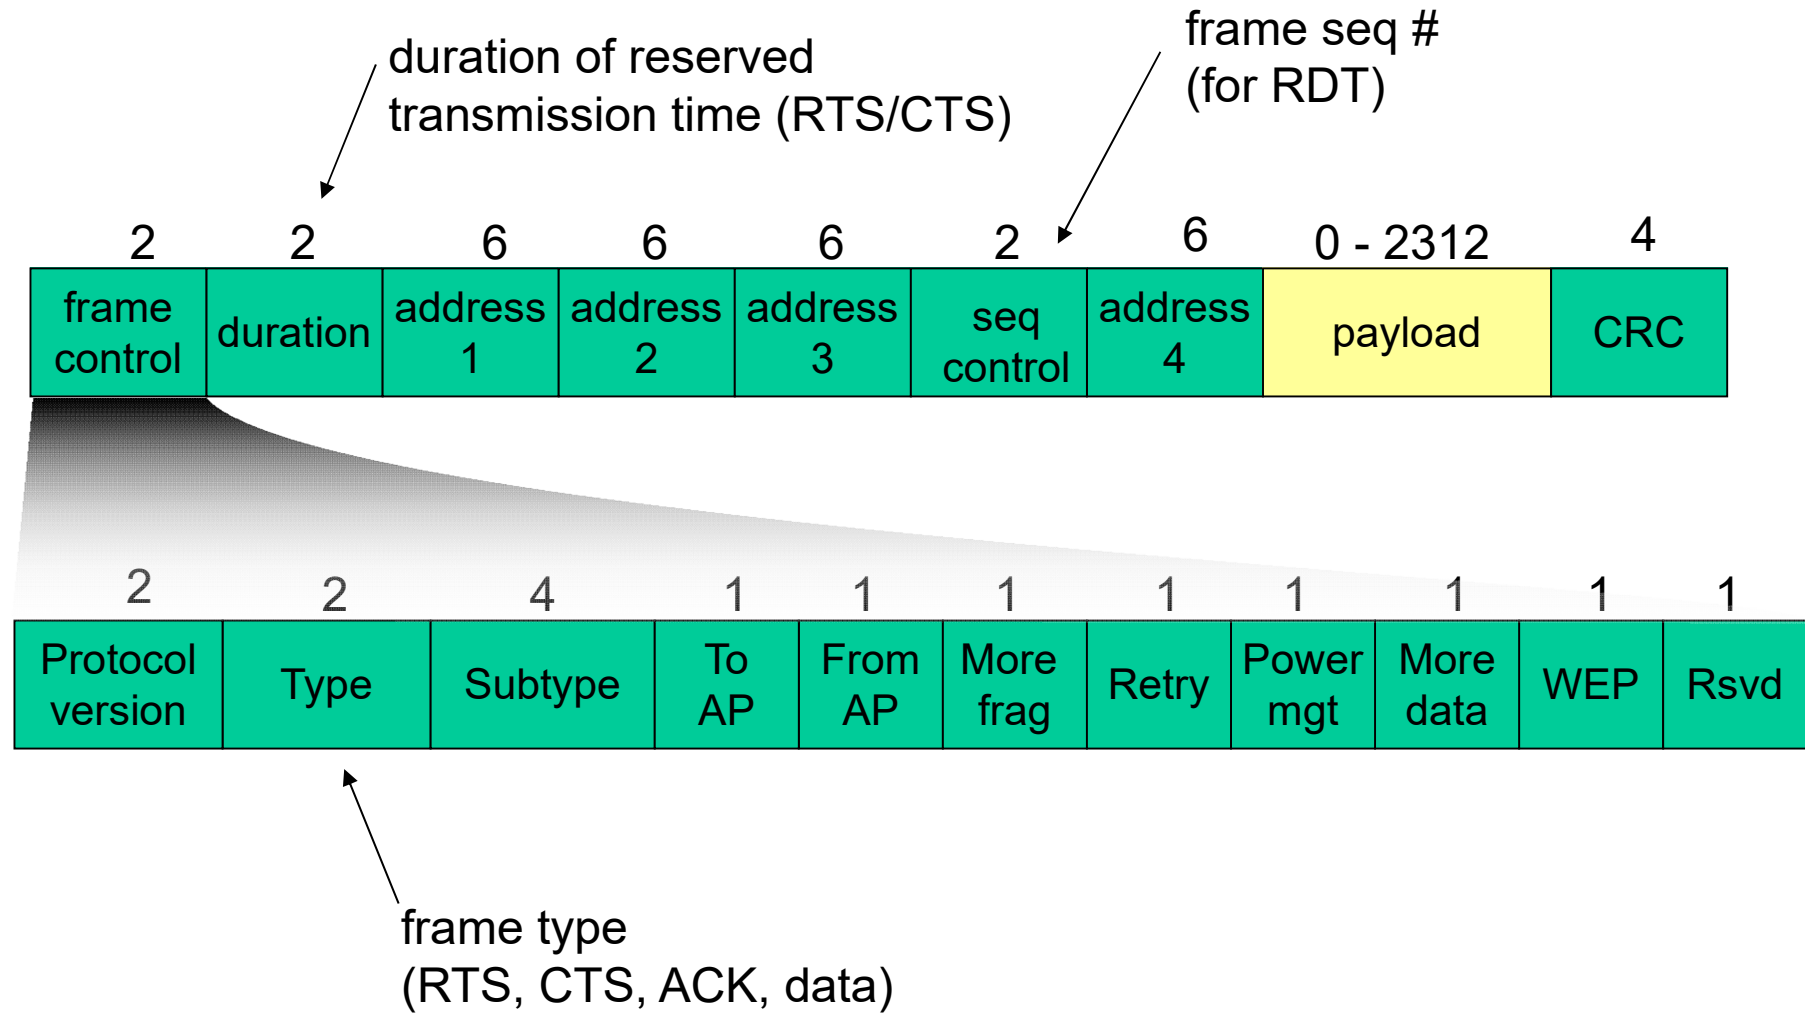 duration of reserved
transmission time (RTS/CTS)
frame seq #
(for RDT)
2 2 6 6 6 2 6 0 - 2312 4
frame
control
duration
address
1
address
2
address
3
seq
control
address
4
payload
CRC
2 2 4 1 1 1 1 1 1 1 1
Protocol
version
Type
Subtype
To
AP
From
AP
More
frag
Retry
Power
mgt
More
data
WEP
Rsvd
frame type
(RTS, CTS, ACK, data)